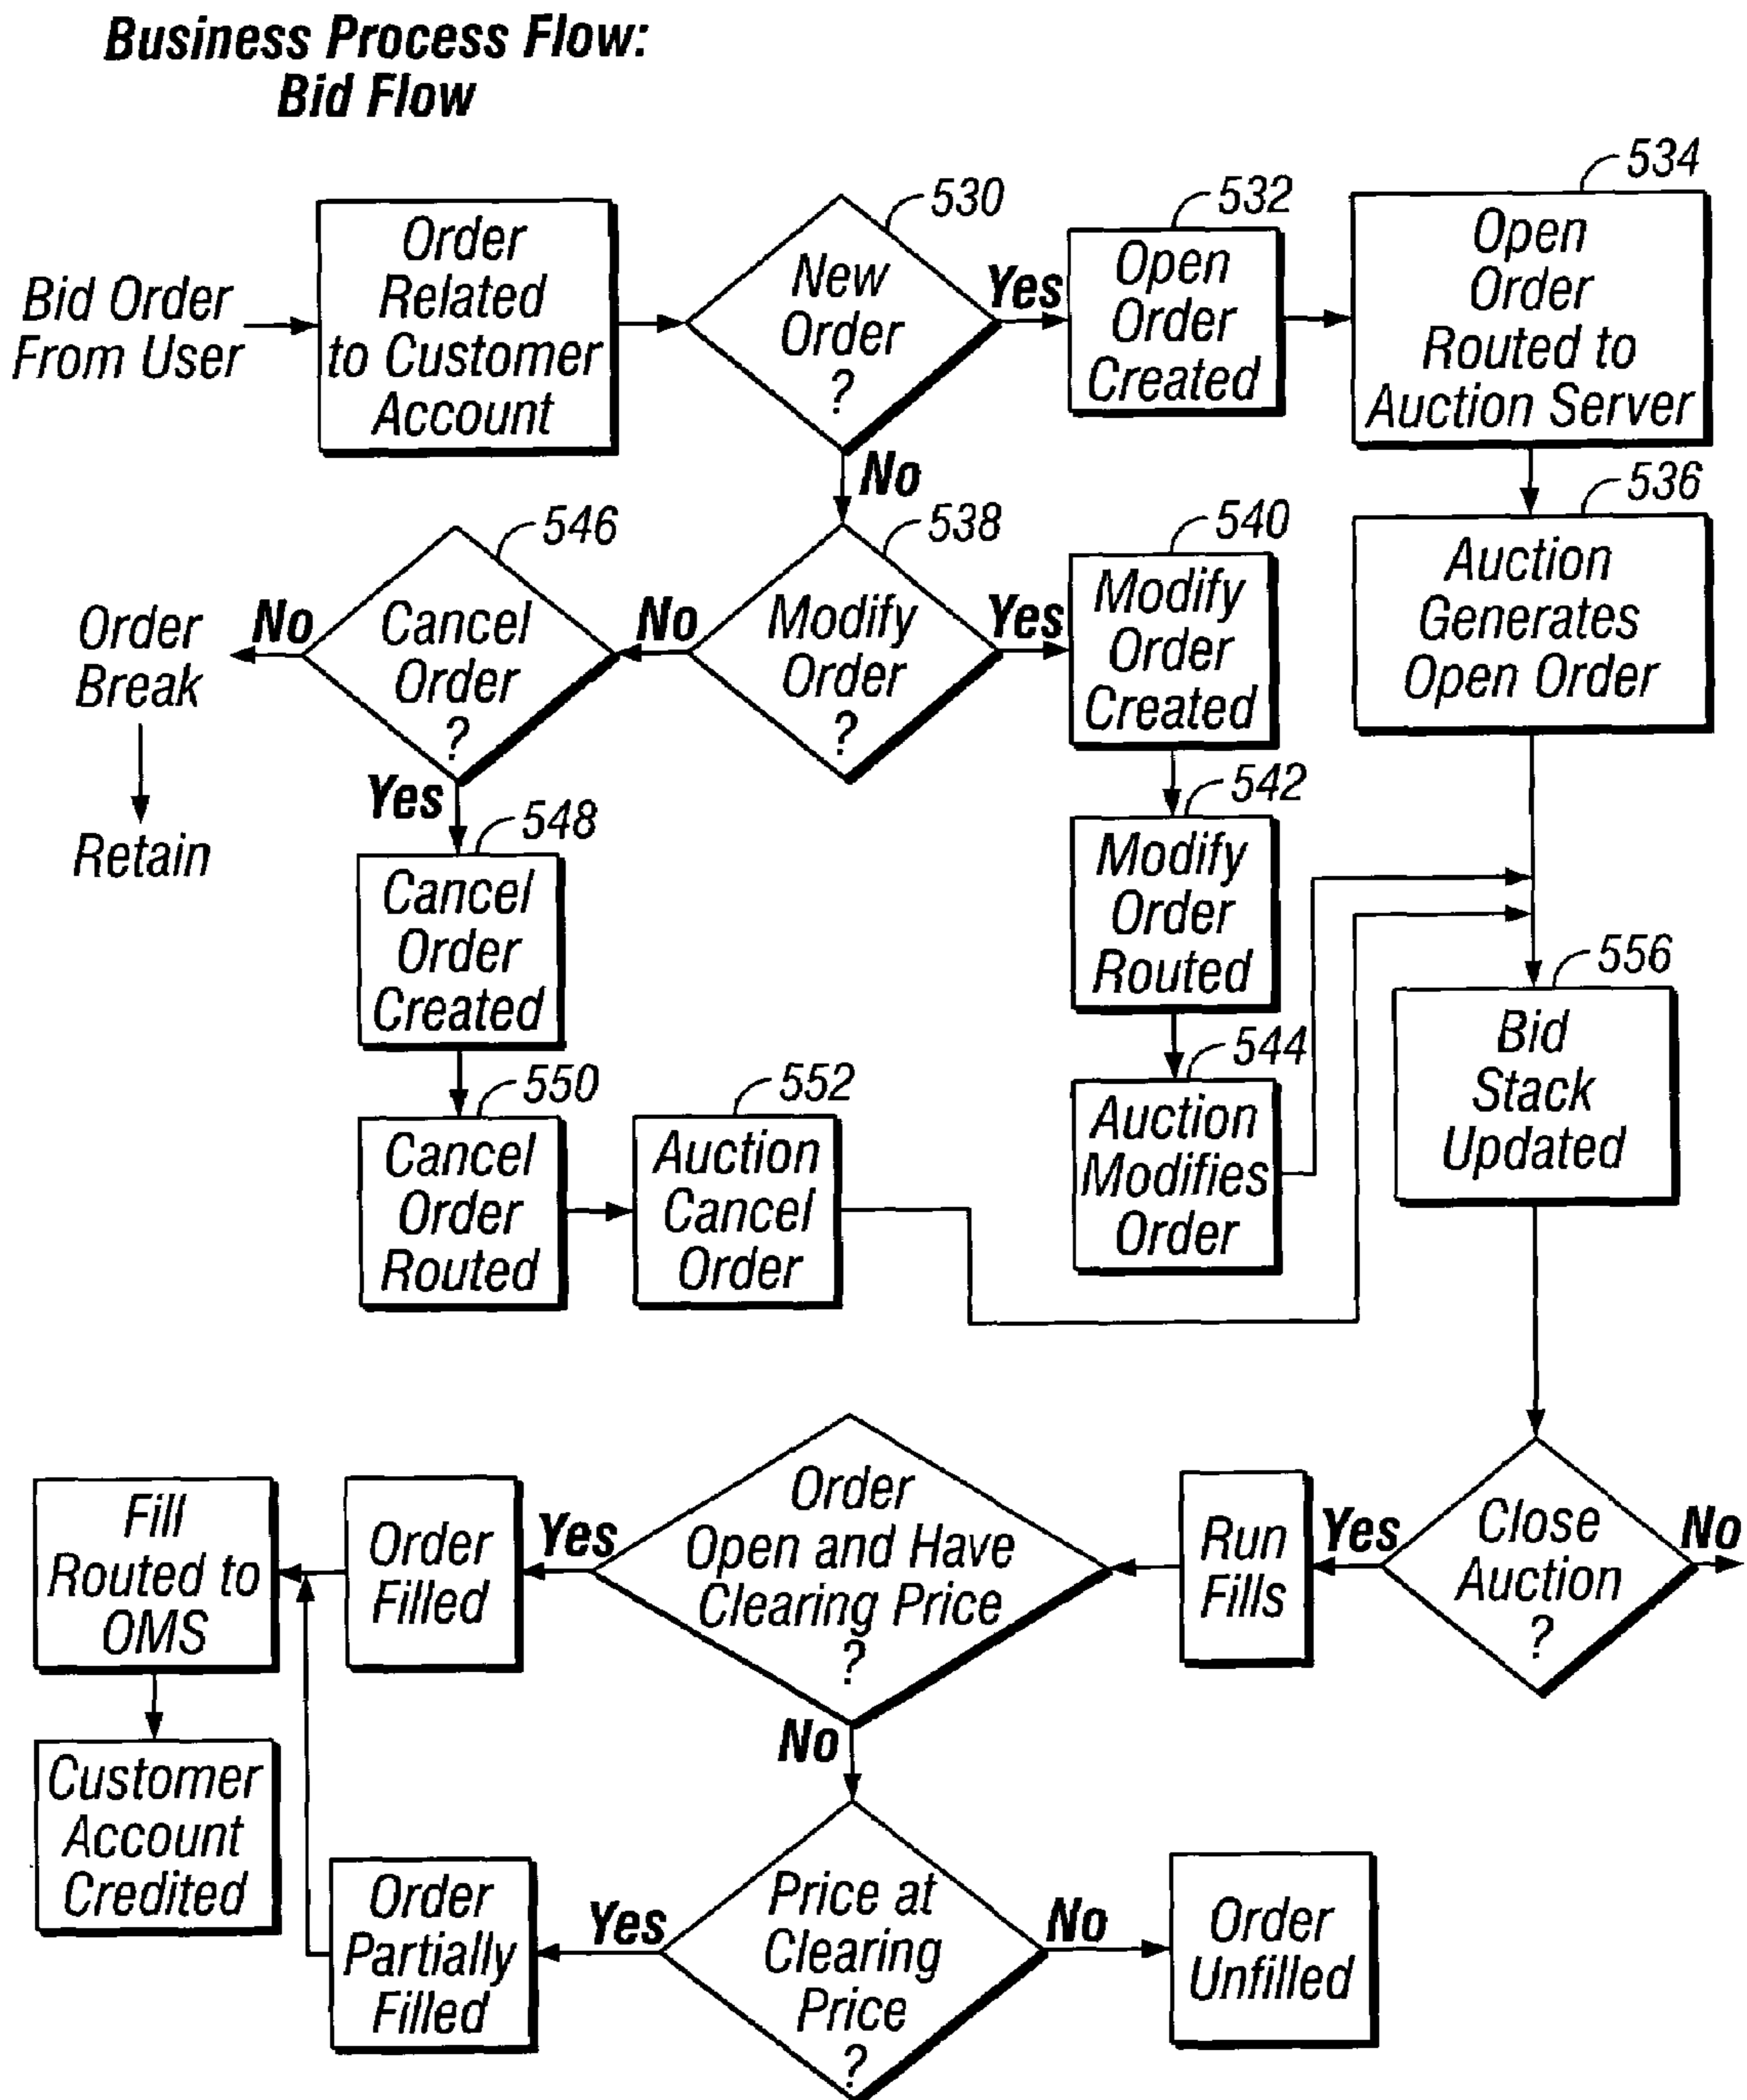 Business Process Flow:
Bid Flow
Bid Order
From User
Order
Related
to Customer
Account
530
New
Order
?
Yes
No
532
Open
Order
Created
534
Open
Order
Routed to
Auction Server
536
Auction
Generates
Open Order
538
Modify
Order
?
Yes
No
540
Modify
Order
Created
542
Modify
Order
Routed
544
Auction
Modifies
Order
546
Cancel
Order
?
No
Yes
Order
Break
Retain
548
Cancel
Order
Created
550
Cancel
Order
Routed
552
Auction
Cancel
Order
556
Bid
Stack
Updated
Close
Auction
?
No
Yes
Run
Fills
Order
Open and Have
Clearing Price
?
Yes
No
Order
Filled
Fill
Routed to
OMS
Customer
Account
Credited
Price at
Clearing
Price
?
Yes
No
Order
Partially
Filled
Order
Unfilled